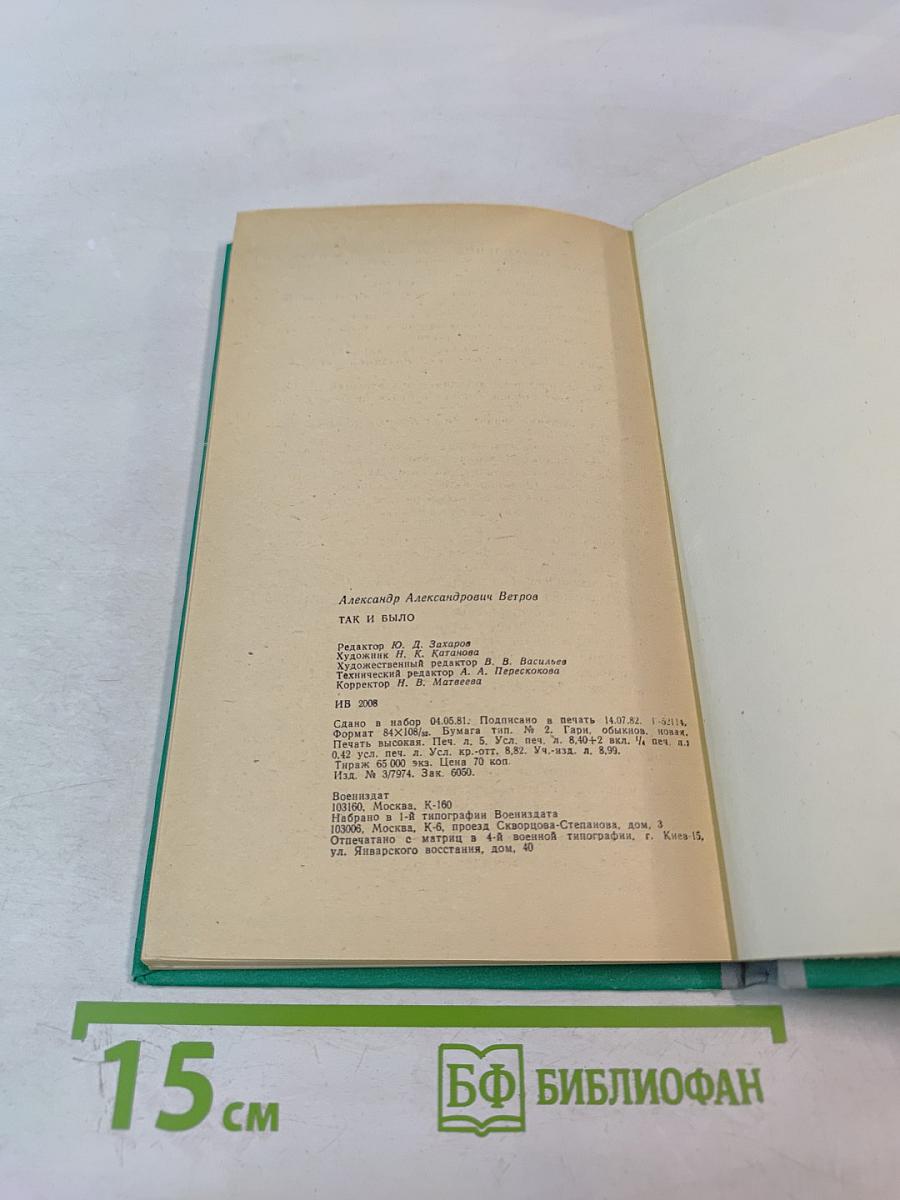 Александр Александрович Ветров
ТАК И БЫЛО
Редактор Ю. Д. Захаров
Художник Н. К. Катанова
Художественный редактор В. В. Васильев
Технический редактор А. А. Перескокова
Корректор Н. В. Матвеева
ИБ 2008
Сдано в набор 04.05.81. Подписано в печать 14.07.82. Г-52114.
Формат 84×108/32. Бумага тип. № 2. Гарн. обыкнов. новая.
Печать высокая. Печ. л. 5. Усл. печ. л. 8,40+2 вкл. 1/4 печ. л.:
0,42 усл. печ. л. Усл. кр.-отт. 8,82. Уч.-изд. л. 8,99.
Тираж 65 000 экз. Цена 70 коп.
Изд. № 3/7974. Зак. 6050.
Воениздат
103160, Москва, К-160
Набрано в 1-й типографии Воениздата
103006, Москва, К-6, проезд Скворцова-Степанова, дом, 3
Отпечатано с матриц в 4-й военной типографии, г. Киев-15,
ул. Январского восстания, дом, 40
15 см
БФ БИБЛИОФАН